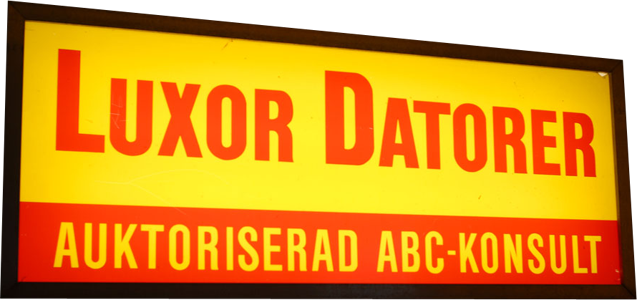 LUXOR DATORER
AUKTORISERAD ABC-KONSULT